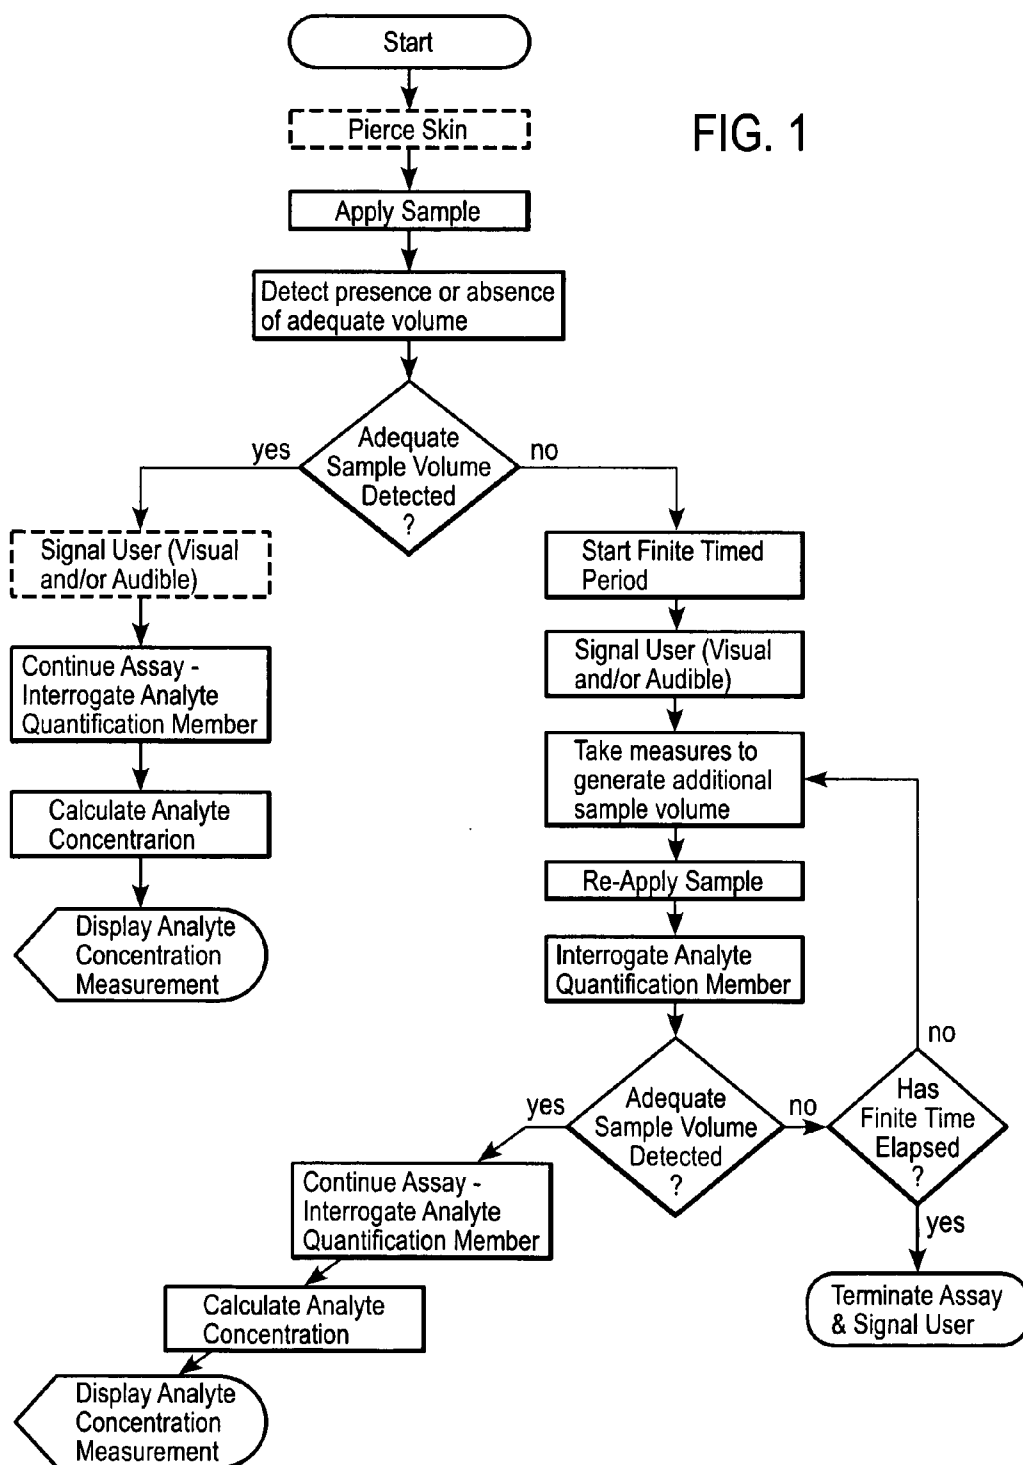 Start
FIG. 1
Pierce Skin
Apply Sample
Detect presence or absence
of adequate volume
Adequate
Sample Volume
Detected
?
yes
no
Signal User (Visual
and/or Audible)
Continue Assay -
Interrogate Analyte
Quantification Member
Calculate Analyte
Concentrarion
Display Analyte
Concentration
Measurement
Start Finite Timed
Period
Signal User (Visual
and/or Audible)
Take measures to
generate additional
sample volume
Re-Apply Sample
Interrogate Analyte
Quantification Member
Adequate
Sample Volume
Detected
?
yes
no
Has
Finite Time
Elapsed
?
no
yes
Terminate Assay
& Signal User
Continue Assay -
Interrogate Analyte
Quantification Member
Calculate Analyte
Concentration
Display Analyte
Concentration
Measurement